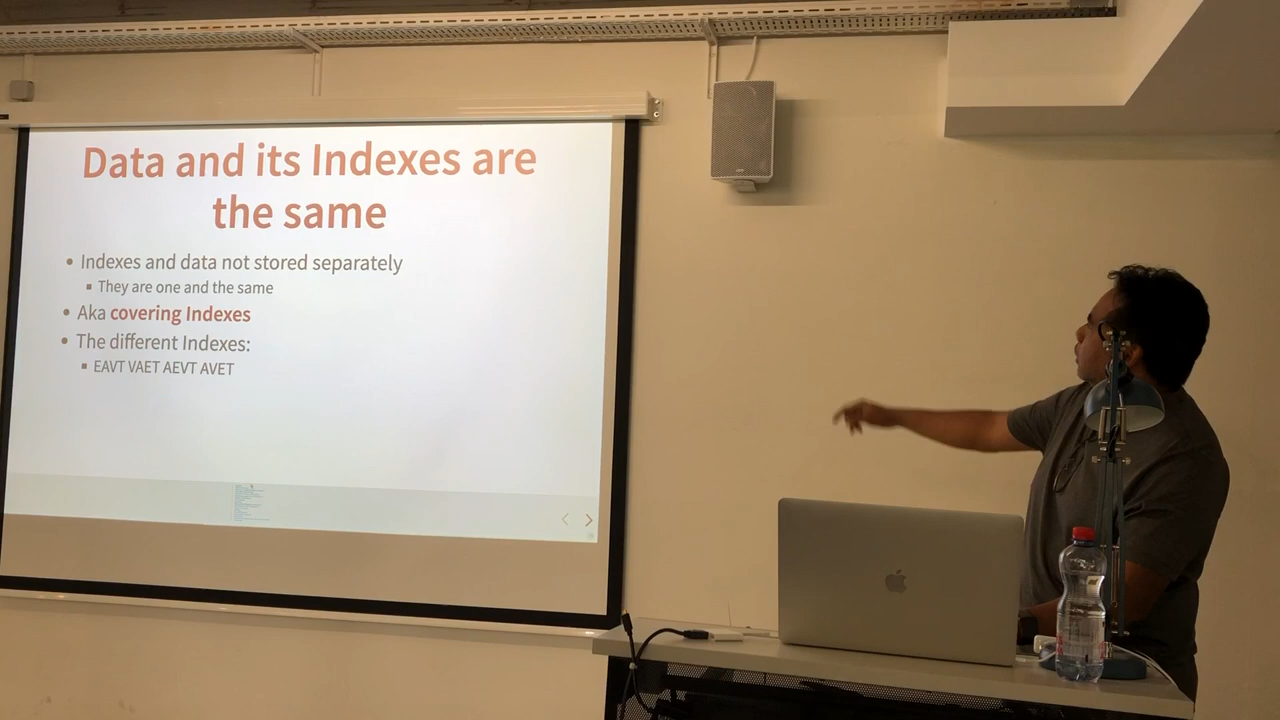 Data and its Indexes are
the same
• Indexes and data not stored separately
▪ They are one and the same
• Aka covering Indexes
• The different Indexes:
▪ EAVT VAET AEVT AVET